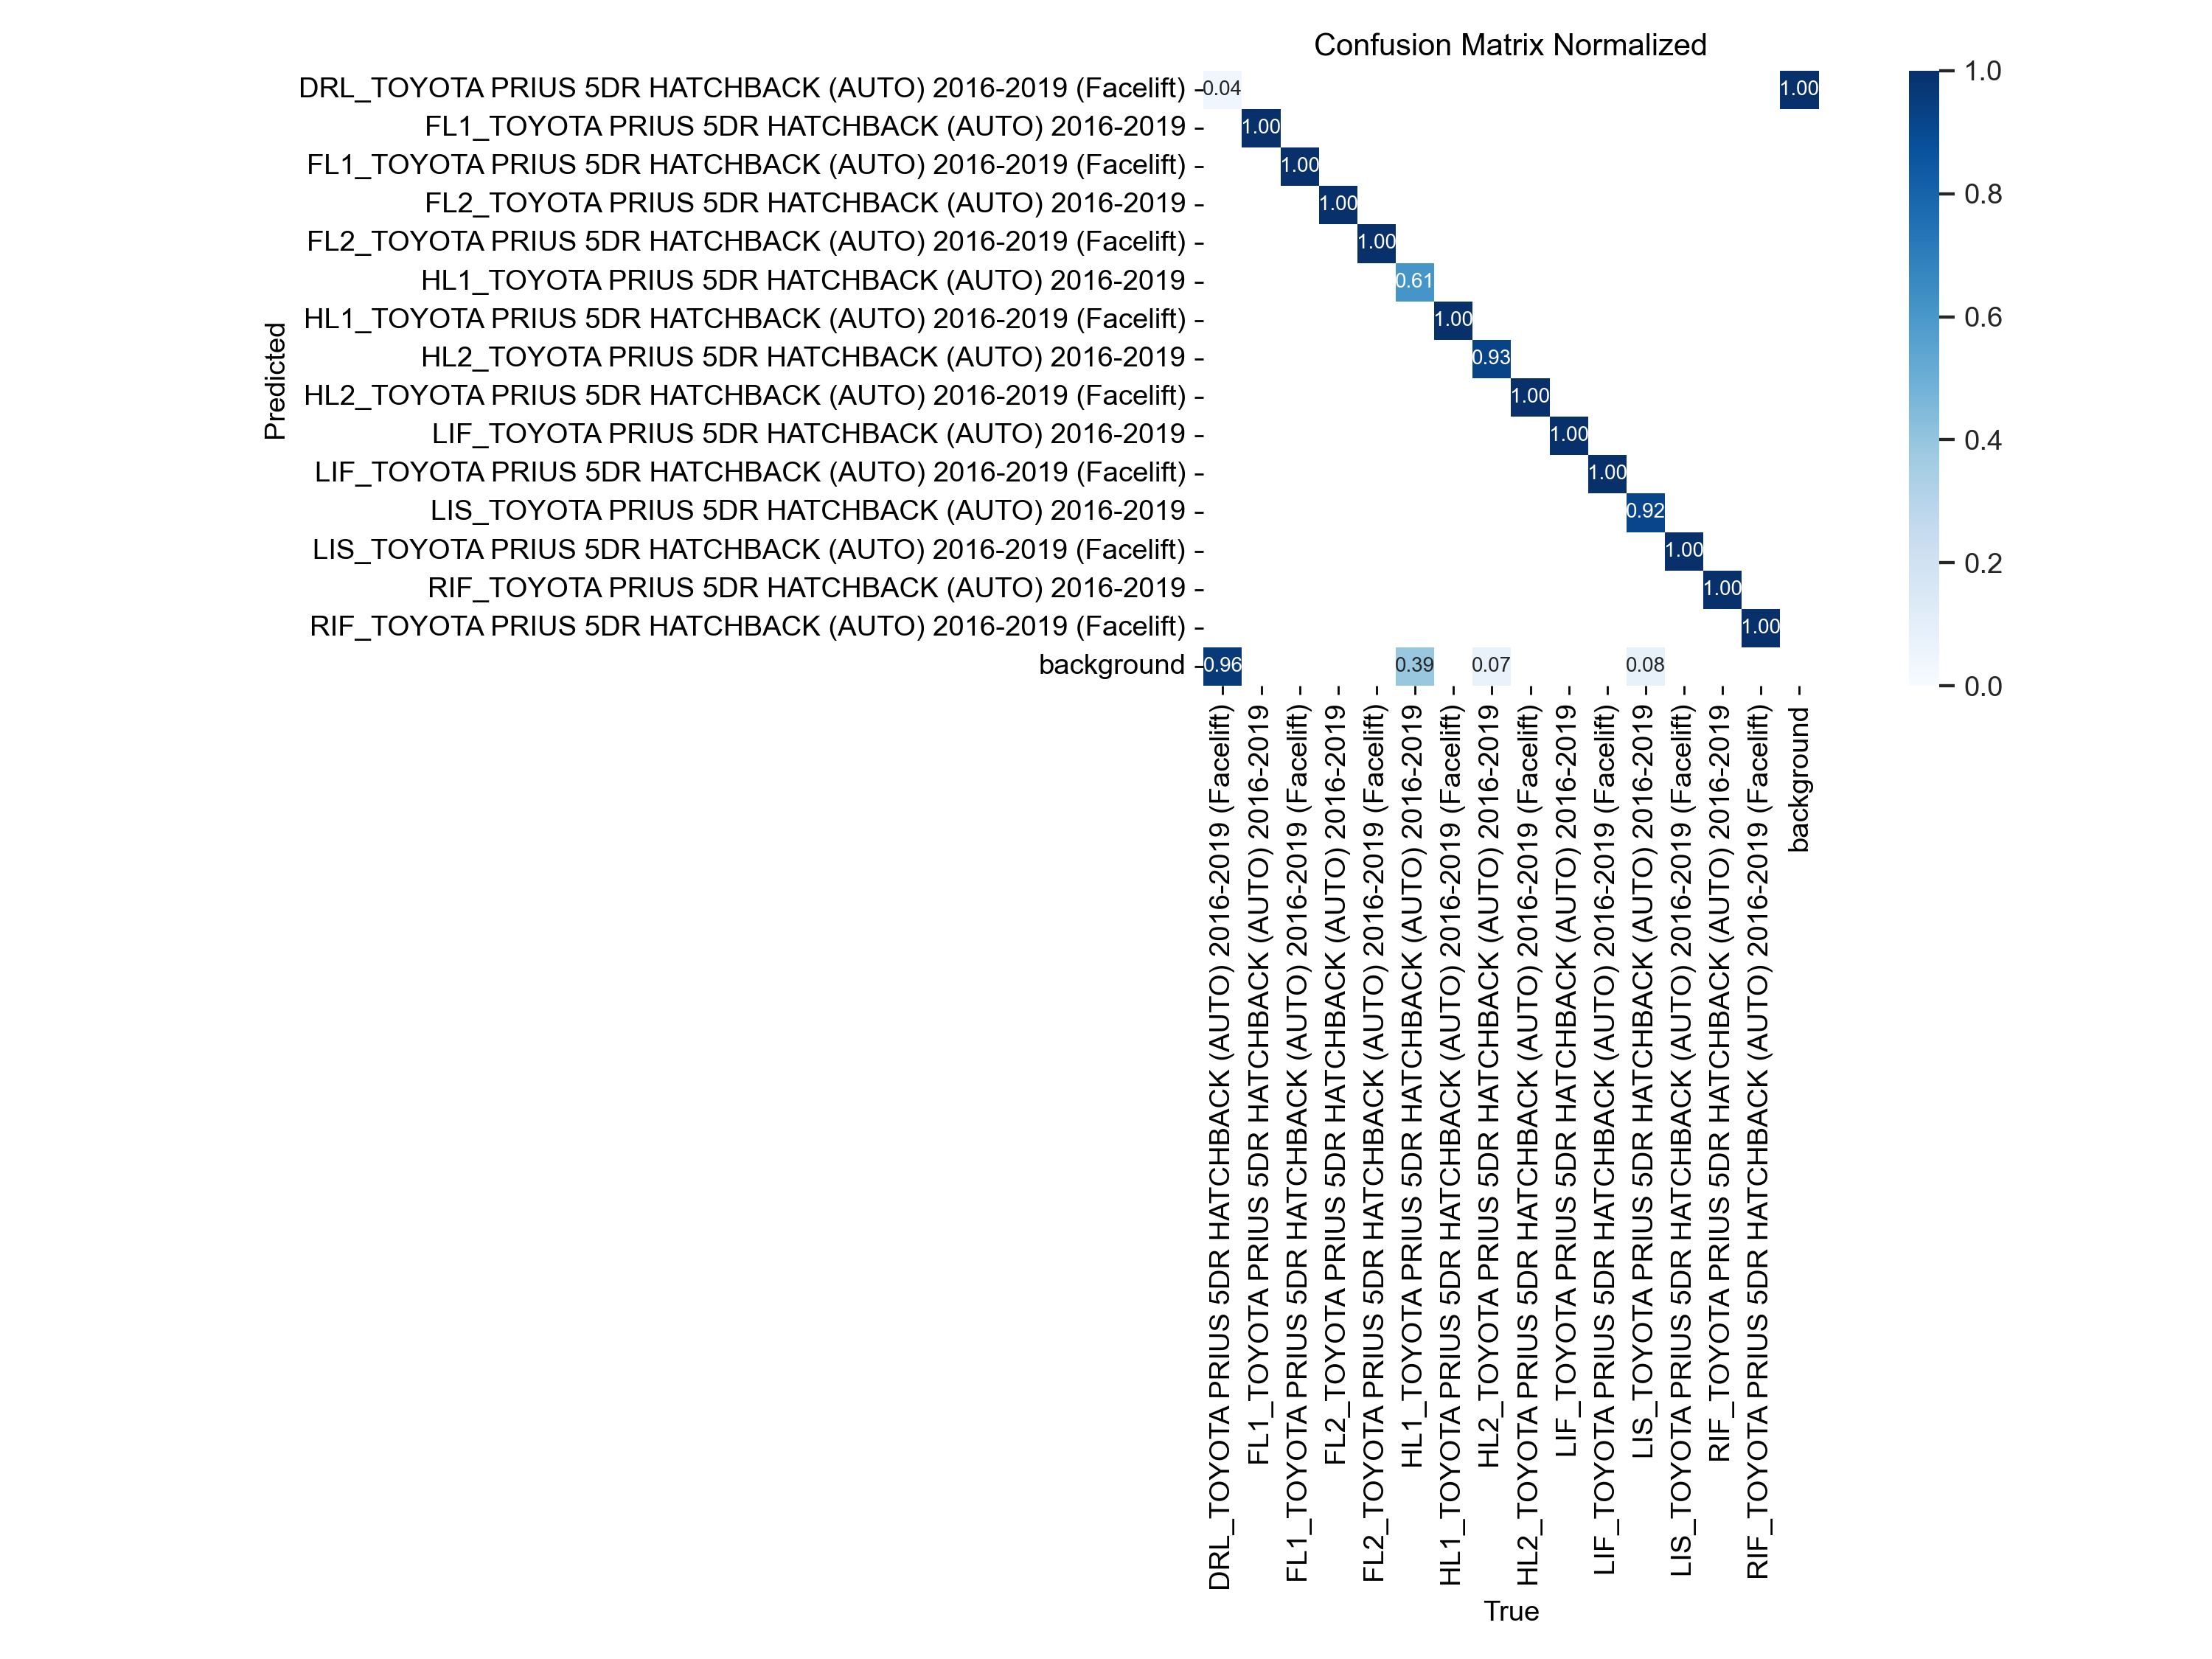 Confusion Matrix Normalized
DRL_TOYOTA PRIUS 5DR HATCHBACK (AUTO) 2016-2019 (Facelift)
0.04
1.00
1.0
FL1_TOYOTA PRIUS 5DR HATCHBACK (AUTO) 2016-2019
1.00
FL1_TOYOTA PRIUS 5DR HATCHBACK (AUTO) 2016-2019 (Facelift)
1.00
FL2_TOYOTA PRIUS 5DR HATCHBACK (AUTO) 2016-2019
1.00
0.8
FL2_TOYOTA PRIUS 5DR HATCHBACK (AUTO) 2016-2019 (Facelift)
1.00
HL1_TOYOTA PRIUS 5DR HATCHBACK (AUTO) 2016-2019
0.61
HL1_TOYOTA PRIUS 5DR HATCHBACK (AUTO) 2016-2019 (Facelift)
1.00
0.6
HL2_TOYOTA PRIUS 5DR HATCHBACK (AUTO) 2016-2019
0.93
Predicted
HL2_TOYOTA PRIUS 5DR HATCHBACK (AUTO) 2016-2019 (Facelift)
1.00
LIF_TOYOTA PRIUS 5DR HATCHBACK (AUTO) 2016-2019
1.00
0.4
LIF_TOYOTA PRIUS 5DR HATCHBACK (AUTO) 2016-2019 (Facelift)
1.00
LIS_TOYOTA PRIUS 5DR HATCHBACK (AUTO) 2016-2019
0.92
LIS_TOYOTA PRIUS 5DR HATCHBACK (AUTO) 2016-2019 (Facelift)
1.00
0.2
RIF_TOYOTA PRIUS 5DR HATCHBACK (AUTO) 2016-2019
1.00
RIF_TOYOTA PRIUS 5DR HATCHBACK (AUTO) 2016-2019 (Facelift)
1.00
background
0.96
0.39
0.07
0.08
0.0
DRL_TOYOTA PRIUS 5DR HATCHBACK (AUTO) 2016-2019 (Facelift)
FL1_TOYOTA PRIUS 5DR HATCHBACK (AUTO) 2016-2019
FL1_TOYOTA PRIUS 5DR HATCHBACK (AUTO) 2016-2019 (Facelift)
FL2_TOYOTA PRIUS 5DR HATCHBACK (AUTO) 2016-2019
FL2_TOYOTA PRIUS 5DR HATCHBACK (AUTO) 2016-2019 (Facelift)
HL1_TOYOTA PRIUS 5DR HATCHBACK (AUTO) 2016-2019
HL1_TOYOTA PRIUS 5DR HATCHBACK (AUTO) 2016-2019 (Facelift)
HL2_TOYOTA PRIUS 5DR HATCHBACK (AUTO) 2016-2019
HL2_TOYOTA PRIUS 5DR HATCHBACK (AUTO) 2016-2019 (Facelift)
LIF_TOYOTA PRIUS 5DR HATCHBACK (AUTO) 2016-2019
LIF_TOYOTA PRIUS 5DR HATCHBACK (AUTO) 2016-2019 (Facelift)
LIS_TOYOTA PRIUS 5DR HATCHBACK (AUTO) 2016-2019
LIS_TOYOTA PRIUS 5DR HATCHBACK (AUTO) 2016-2019 (Facelift)
RIF_TOYOTA PRIUS 5DR HATCHBACK (AUTO) 2016-2019
RIF_TOYOTA PRIUS 5DR HATCHBACK (AUTO) 2016-2019 (Facelift)
background
True